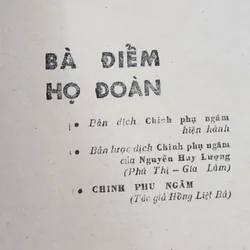 BÀ ĐIỂM
HỌ ĐOÀN
• Bản dịch Chinh phụ ngâm
hiện hành
• Bản lược dịch Chinh phụ ngâm
của Nguyễn Huy Lượng
(Phú Thị - Gia Lâm)
• CHINH PHỤ NGÂM
(Tác giả Hồng Liệt Bá)